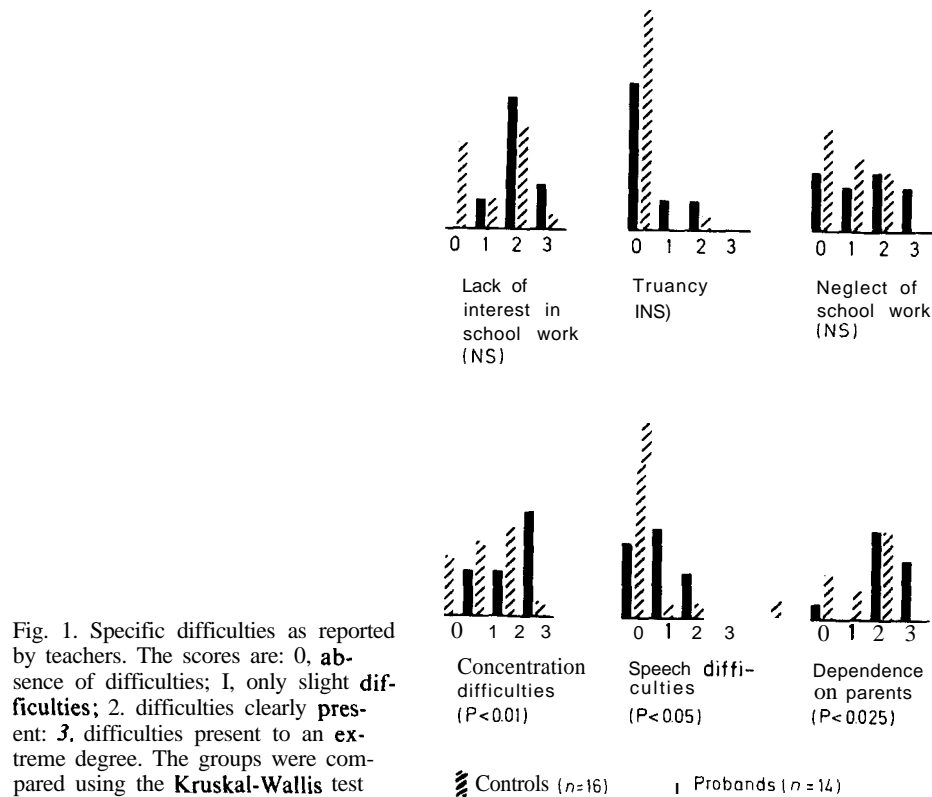 0 1 2 3
Lack of
interest in
school work
(NS)
0 1 2 3
Truancy
INS)
0 1 2 3
Neglect of
school work
(NS)
0 1 2 3
Concentration
difficulties
(P<0.01)
0 1 2 3
Speech diffi-
culties
(P<0.05)
0 1 2 3
Dependence
on parents
(P<0.025)
Controls (n=16)
Probands (n=14)
Fig. 1. Specific difficulties as reported
by teachers. The scores are: 0, ab-
sence of difficulties; I, only slight dif-
ficulties; 2. difficulties clearly pres-
ent: 3. difficulties present to an ex-
treme degree. The groups were com-
pared using the Kruskal-Wallis test